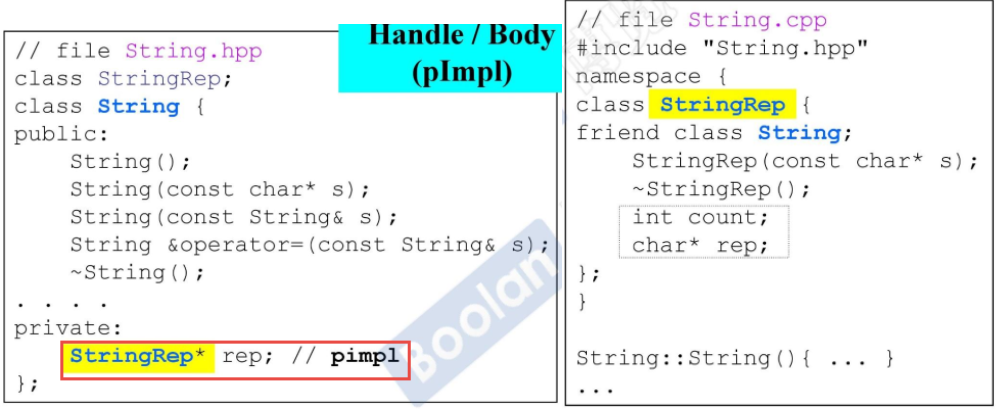 // file String.hpp
class StringRep;
class String {
public:
    String();
    String(const char* s);
    String(const String& s);
    String &operator=(const String& s);
    ~String();
. . . .
private:
    StringRep* rep; // pimpl
};
Handle / Body
(pImpl)
// file String.cpp
#include "String.hpp"
namespace {
class StringRep {
friend class String;
    StringRep(const char* s);
    ~StringRep();
    int count;
    char* rep;
};
}
String::String(){ ... }
...
Boolan